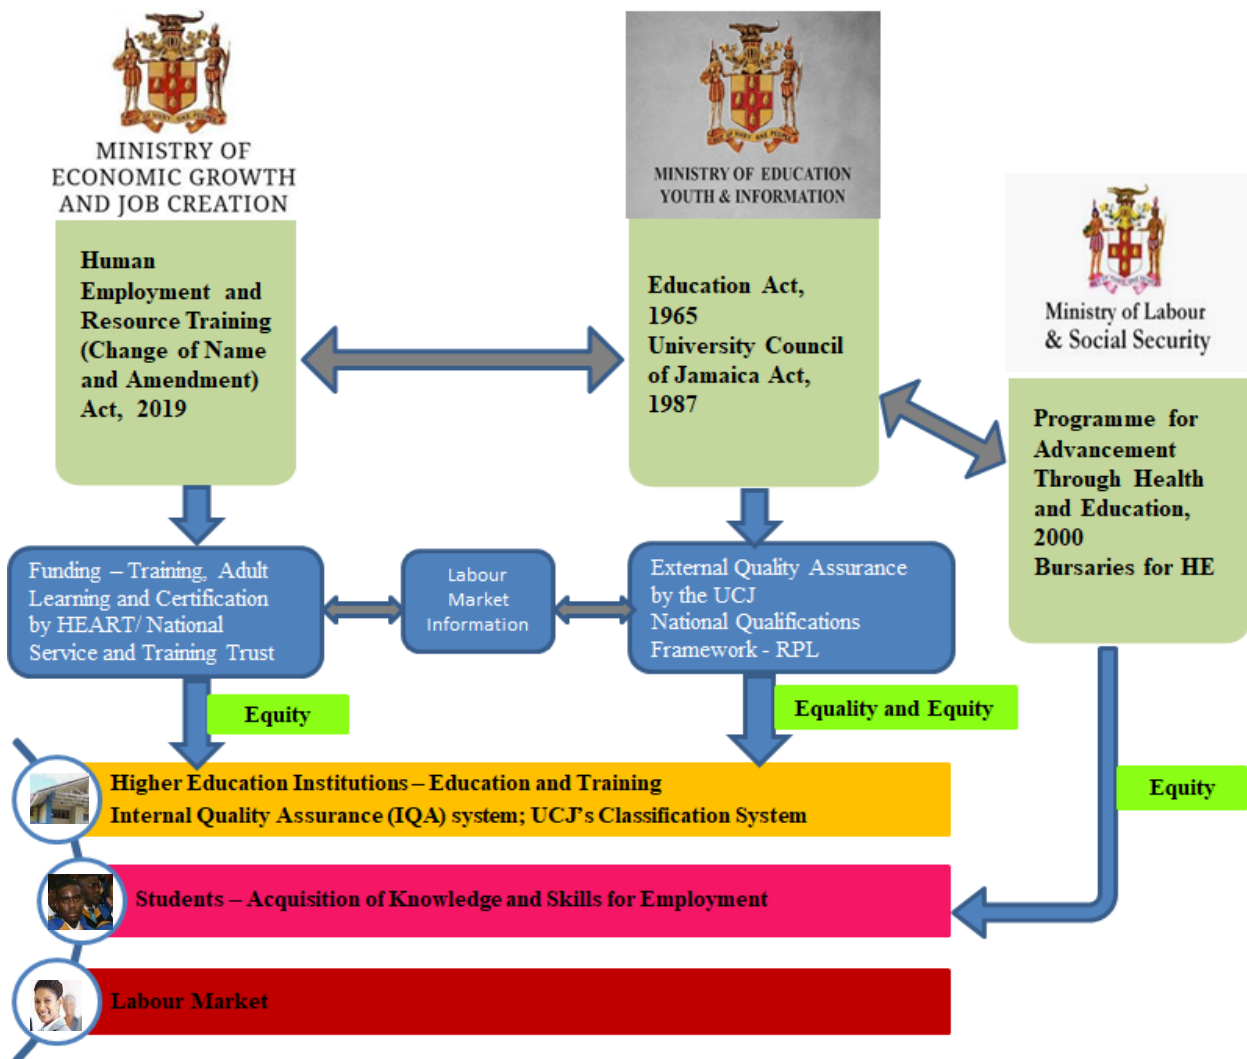 MINISTRY OF
ECONOMIC GROWTH
AND JOB CREATION
Human
Employment and
Resource Training
(Change of Name
and Amendment)
Act, 2019
MINISTRY OF EDUCATION
YOUTH & INFORMATION
Education Act,
1965
University Council
of Jamaica Act,
1987
Ministry of Labour
& Social Security
Programme for
Advancement
Through Health
and Education,
2000
Bursaries for HE
Funding – Training, Adult
Learning and Certification
by HEART/ National
Service and Training Trust
Labour
Market
Information
External Quality Assurance
by the UCJ
National Qualifications
Framework - RPL
Equity
Equality and Equity
Equity
Higher Education Institutions – Education and Training
Internal Quality Assurance (IQA) system; UCJ's Classification System
Students – Acquisition of Knowledge and Skills for Employment
Labour Market